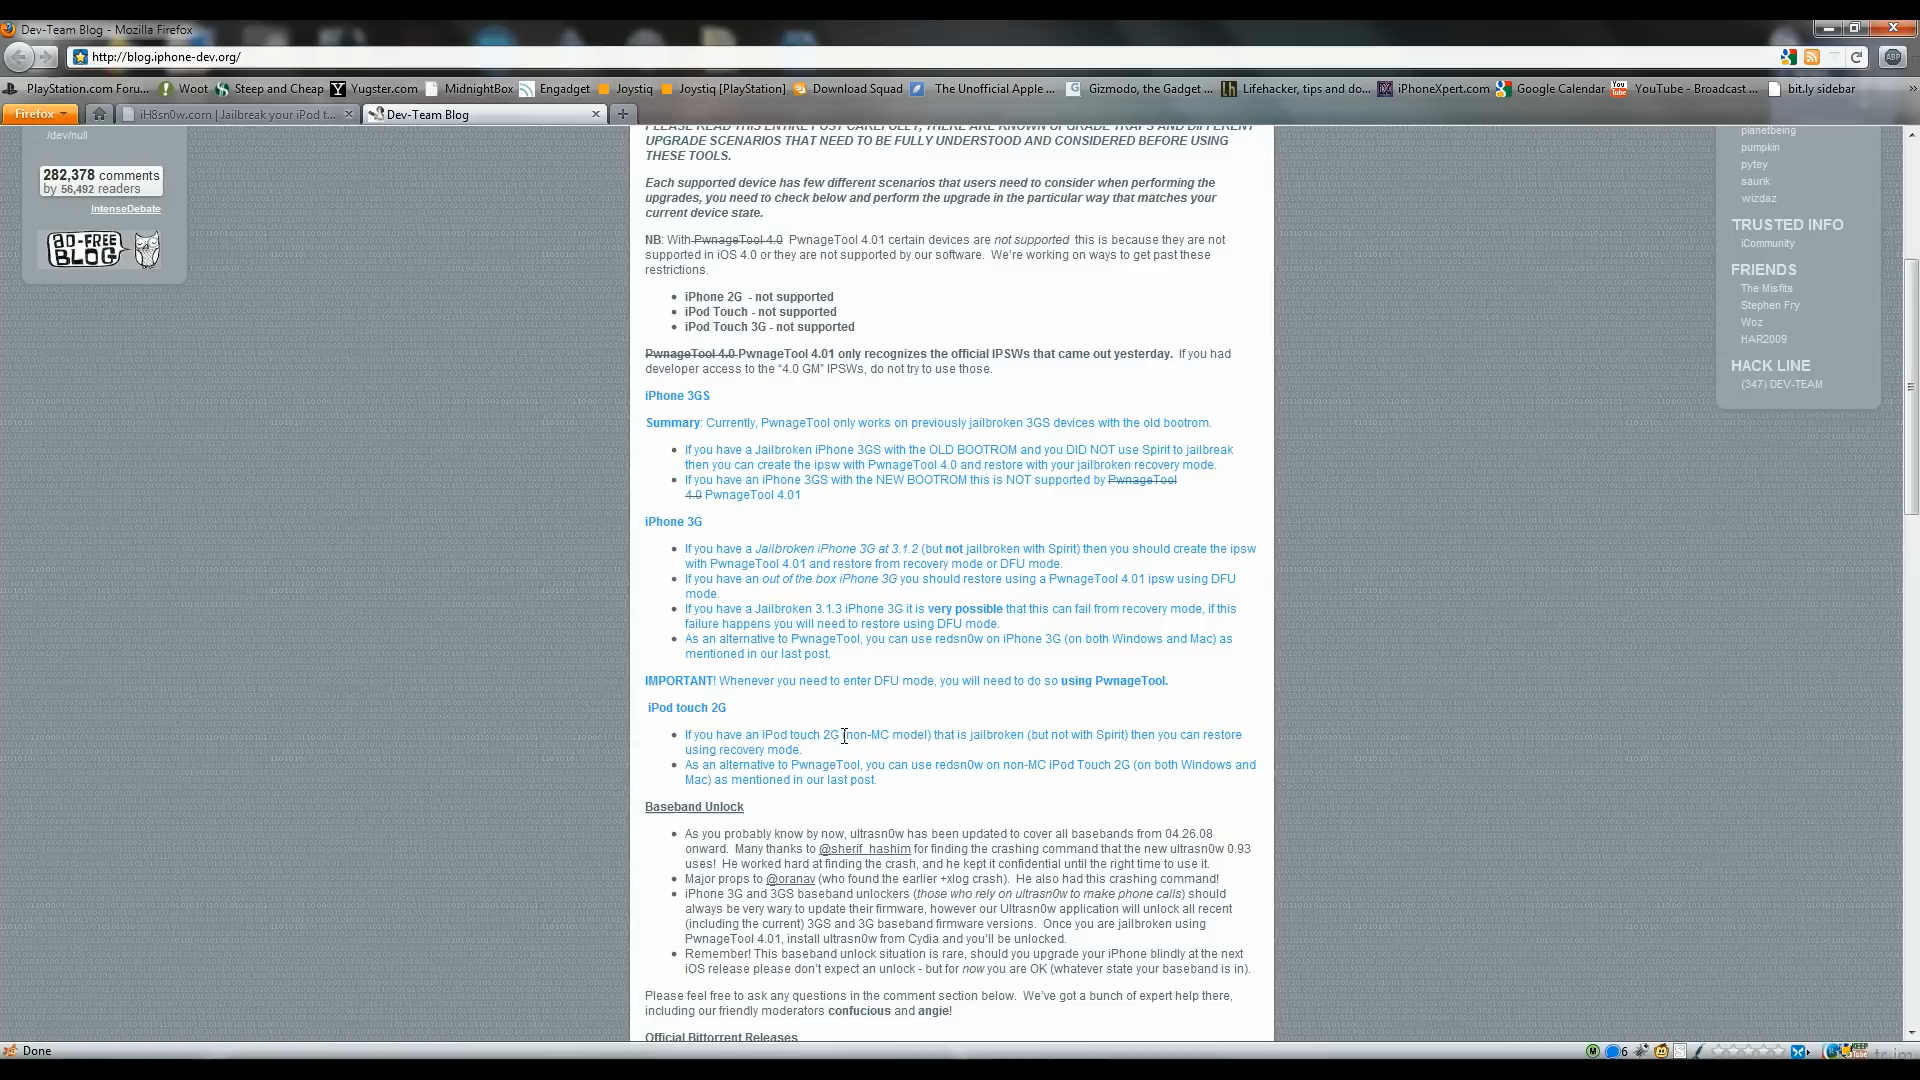 Dev-Team Blog - Mozilla Firefox
http://blog.iphone-dev.org/
ABP
PlayStation.com Foru... Woot Steep and Cheap Yugster.com MidnightBox Engadget Joystiq Joystiq [PlayStation] Download Squad The Unofficial Apple ... Gizmodo, the Gadget ... Lifehacker, tips and do... iPhoneXpert.com Google Calendar YouTube - Broadcast ... bit.ly sidebar
Firefox iH8sn0w.com | Jailbreak your iPod t... Dev-Team Blog
/dev/null
282,378 comments
by 56,492 readers
IntenseDebate
AD-FREE
BLOG
PLEASE READ THIS ENTIRE POST CAREFULLY, THERE ARE KNOWN UPGRADE TRAPS AND DIFFERENT
UPGRADE SCENARIOS THAT NEED TO BE FULLY UNDERSTOOD AND CONSIDERED BEFORE USING
THESE TOOLS.
Each supported device has few different scenarios that users need to consider when performing the
upgrades, you need to check below and perform the upgrade in the particular way that matches your
current device state.
NB: With PwnageTool 4.0 PwnageTool 4.01 certain devices are not supported this is because they are not
supported in iOS 4.0 or they are not supported by our software. We're working on ways to get past these
restrictions.
• iPhone 2G - not supported
• iPod Touch - not supported
• iPod Touch 3G - not supported
PwnageTool 4.0 PwnageTool 4.01 only recognizes the official IPSWs that came out yesterday. If you had
developer access to the “4.0 GM” IPSWs, do not try to use those.
iPhone 3GS
Summary: Currently, PwnageTool only works on previously jailbroken 3GS devices with the old bootrom.
• If you have a Jailbroken iPhone 3GS with the OLD BOOTROM and you DID NOT use Spirit to jailbreak
then you can create the ipsw with PwnageTool 4.0 and restore with your jailbroken recovery mode.
• If you have an iPhone 3GS with the NEW BOOTROM this is NOT supported by PwnageTool
4.0 PwnageTool 4.01
iPhone 3G
• If you have a Jailbroken iPhone 3G at 3.1.2 (but not jailbroken with Spirit) then you should create the ipsw
with PwnageTool 4.01 and restore from recovery mode or DFU mode.
• If you have an out of the box iPhone 3G you should restore using a PwnageTool 4.01 ipsw using DFU
mode.
• If you have a Jailbroken 3.1.3 iPhone 3G it is very possible that this can fail from recovery mode, if this
failure happens you will need to restore using DFU mode.
• As an alternative to PwnageTool, you can use redsn0w on iPhone 3G (on both Windows and Mac) as
mentioned in our last post.
IMPORTANT! Whenever you need to enter DFU mode, you will need to do so using PwnageTool.
iPod touch 2G
• If you have an iPod touch 2G (non-MC model) that is jailbroken (but not with Spirit) then you can restore
using recovery mode.
• As an alternative to PwnageTool, you can use redsn0w on non-MC iPod Touch 2G (on both Windows and
Mac) as mentioned in our last post.
Baseband Unlock
• As you probably know by now, ultrasn0w has been updated to cover all basebands from 04.26.08
onward. Many thanks to @sherif_hashim for finding the crashing command that the new ultrasn0w 0.93
uses! He worked hard at finding the crash, and he kept it confidential until the right time to use it.
• Major props to @oranav (who found the earlier +xlog crash). He also had this crashing command!
• iPhone 3G and 3GS baseband unlockers (those who rely on ultrasn0w to make phone calls) should
always be very wary to update their firmware, however our Ultrasn0w application will unlock all recent
(including the current) 3GS and 3G baseband firmware versions. Once you are jailbroken using
PwnageTool 4.01, install ultrasn0w from Cydia and you'll be unlocked.
• Remember! This baseband unlock situation is rare, should you upgrade your iPhone blindly at the next
iOS release please don't expect an unlock - but for now you are OK (whatever state your baseband is in).
Please feel free to ask any questions in the comment section below. We've got a bunch of expert help there,
including our friendly moderators confucious and angie!
Official Bittorrent Releases
planetbeing
pumpkin
pytey
saurik
wizdaz
TRUSTED INFO
iCommunity
FRIENDS
The Misfits
Stephen Fry
Woz
HAR2009
HACK LINE
(347) DEV-TEAM
Done
6
tr.im